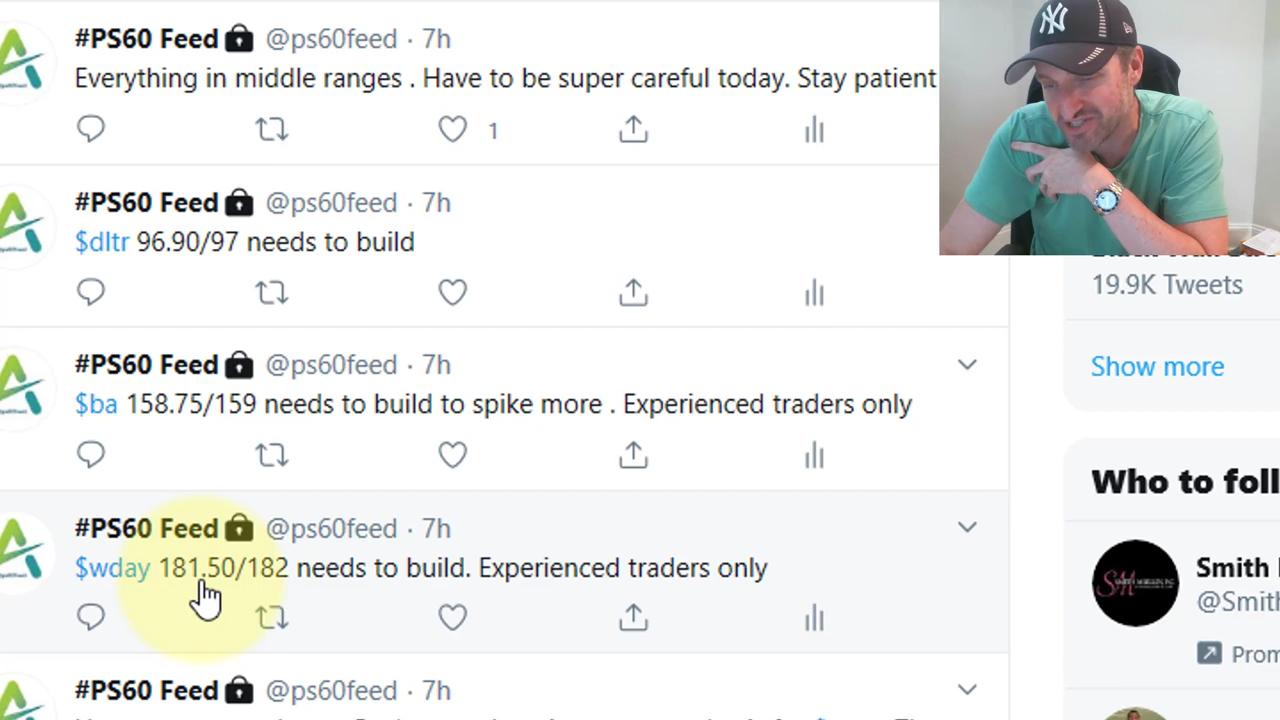 #PS60 Feed @ps60feed · 7h
Everything in middle ranges . Have to be super careful today. Stay patient
1
#PS60 Feed @ps60feed · 7h
$dltr 96.90/97 needs to build
19.9K Tweets
#PS60 Feed @ps60feed · 7h
Show more
$ba 158.75/159 needs to build to spike more . Experienced traders only
Who to foll
#PS60 Feed @ps60feed · 7h
$wday 181.50/182 needs to build. Experienced traders only
Smith
@Smith
Prom
#PS60 Feed @ps60feed · 7h